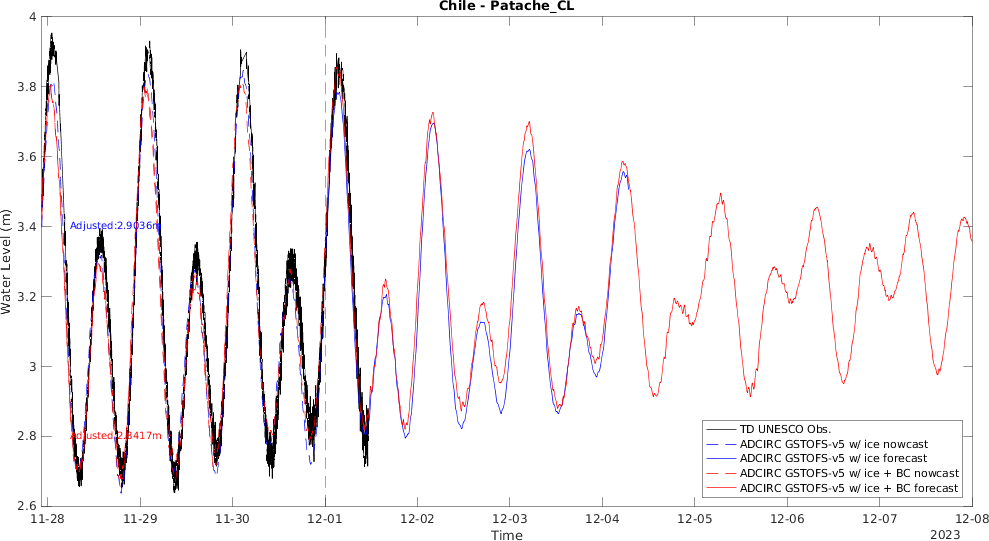 Chile - Patache_CL
4
3.8
3.6
3.4
3.2
3
2.8
2.6
Water Level (m)
Adjusted:2.9036m
Adjusted:2.8417m
TD UNESCO Obs.
ADCIRC GSTOFS-v5 w/ ice nowcast
ADCIRC GSTOFS-v5 w/ ice forecast
ADCIRC GSTOFS-v5 w/ ice + BC nowcast
ADCIRC GSTOFS-v5 w/ ice + BC forecast
11-28 11-29 11-30 12-01 12-02 12-03 12-04 12-05 12-06 12-07 12-08
Time
2023